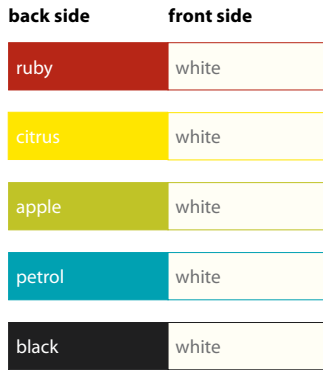 back side front side
ruby white
citrus white
apple white
petrol white
black white